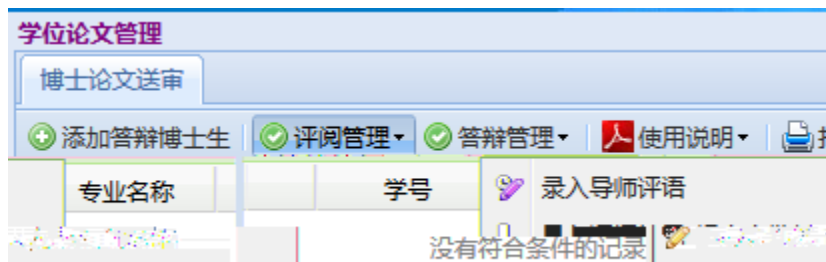 学位论文管理
博士论文送审
添加答辩博士生 评阅管理 答辩管理 使用说明
专业名称 学号 录入导师评语
没有符合条件的记录